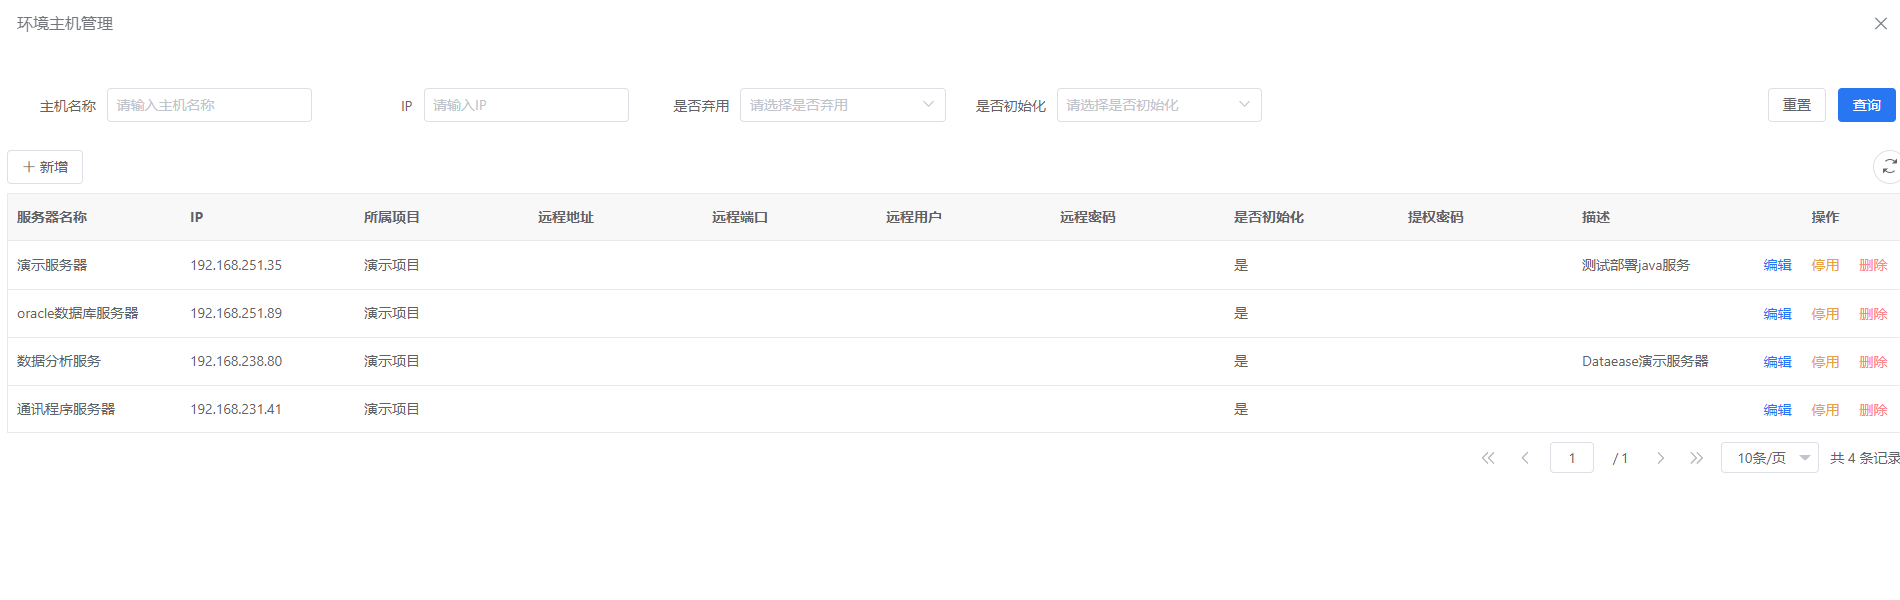 环境主机管理
主机名称 请输入主机名称 IP 请输入IP 是否弃用 请选择是否弃用 是否初始化 请选择是否初始化 重置 查询
新增
服务器名称 IP 所属项目 远程地址 远程端口 远程用户 远程密码 是否初始化 提权密码 描述 操作
演示服务器 192.168.251.35 演示项目 是 测试部署java服务 编辑 停用 删除
oracle数据库服务器 192.168.251.89 演示项目 是 编辑 停用 删除
数据分析服务 192.168.238.80 演示项目 是 Dataease演示服务器 编辑 停用 删除
通讯程序服务器 192.168.231.41 演示项目 是 编辑 停用 删除
1 / 1 10条/页 共 4 条记录